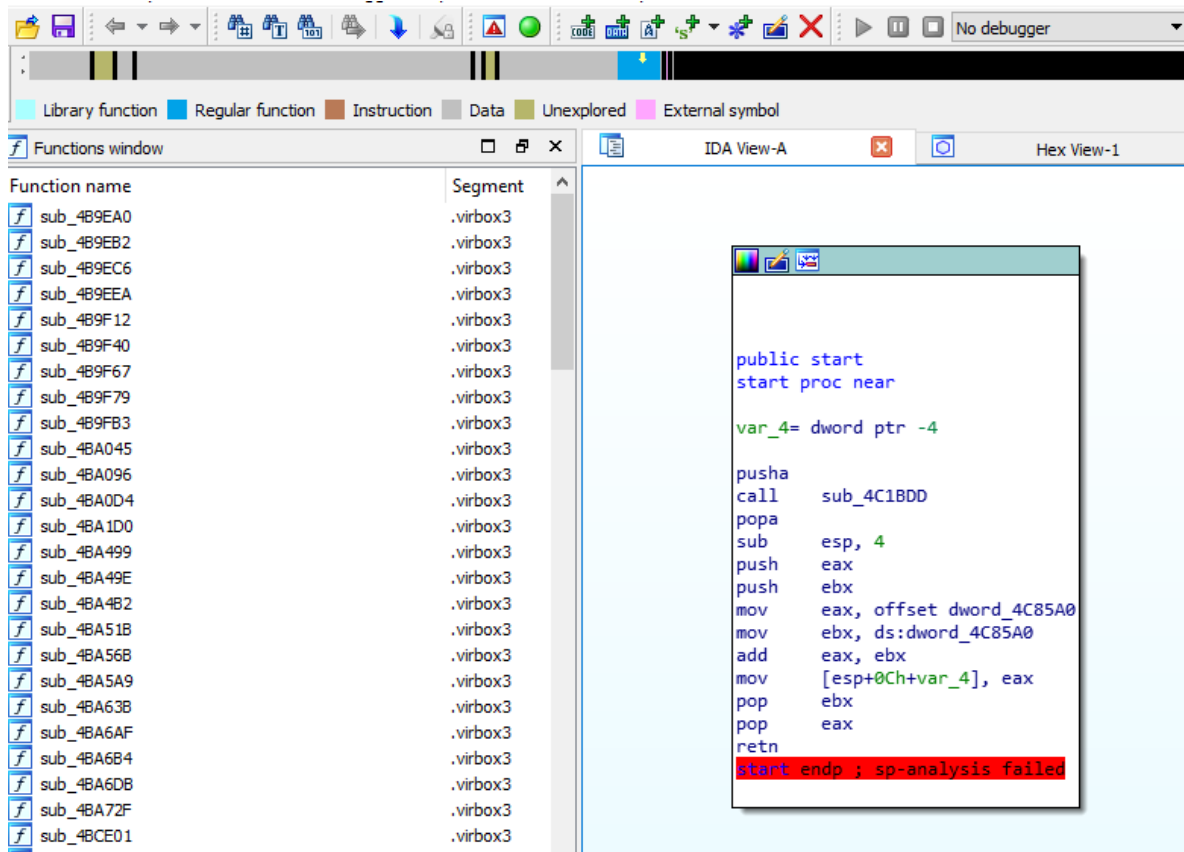 No debugger
Library function Regular function Instruction Data Unexplored External symbol
Functions window
IDA View-A
Hex View-1
Function name Segment
sub_4B9EA0 .virbox3
sub_4B9EB2 .virbox3
sub_4B9EC6 .virbox3
sub_4B9EEA .virbox3
sub_4B9F12 .virbox3
sub_4B9F40 .virbox3
sub_4B9F67 .virbox3
sub_4B9F79 .virbox3
sub_4B9FB3 .virbox3
sub_4BA045 .virbox3
sub_4BA096 .virbox3
sub_4BA0D4 .virbox3
sub_4BA1D0 .virbox3
sub_4BA499 .virbox3
sub_4BA49E .virbox3
sub_4BA4B2 .virbox3
sub_4BA51B .virbox3
sub_4BA56B .virbox3
sub_4BA5A9 .virbox3
sub_4BA63B .virbox3
sub_4BA6AF .virbox3
sub_4BA6B4 .virbox3
sub_4BA6DB .virbox3
sub_4BA72F .virbox3
sub_4BCE01 .virbox3
public start
start proc near
var_4= dword ptr -4
pusha
call sub_4C1BDD
popa
sub esp, 4
push eax
push ebx
mov eax, offset dword_4C85A0
mov ebx, ds:dword_4C85A0
add eax, ebx
mov [esp+0Ch+var_4], eax
pop ebx
pop eax
retn
start endp ; sp-analysis failed